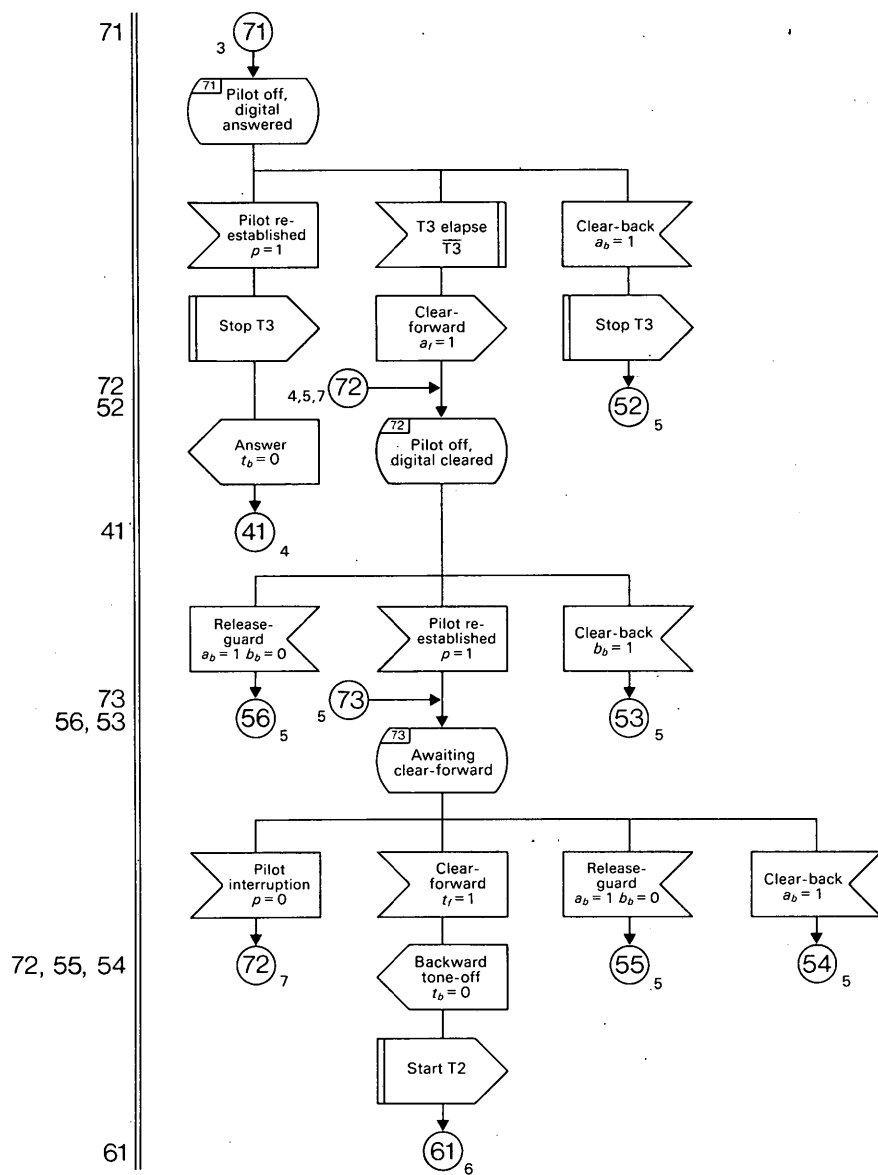 71
3
71
71
Pilot off,
digital
answered
Pilot re-
established
p = 1
T3 elapse
T̅3̅
Clear-back
a_b = 1
Stop T3
Clear-
forward
a_f = 1
Stop T3
72
52
4, 5, 7
72
52
5
Answer
t_b = 0
72
Pilot off,
digital cleared
41
41
4
Release-
guard
a_b = 1 b_b = 0
Pilot re-
established
p = 1
Clear-back
b_b = 1
73
56, 53
56
5
5
73
53
5
73
Awaiting
clear-forward
Pilot
interruption
p = 0
Clear-
forward
t_f = 1
Release-
guard
a_b = 1 b_b = 0
Clear-back
a_b = 1
72, 55, 54
72
7
Backward
tone-off
t_b = 0
55
5
54
5
Start T2
61
61
6